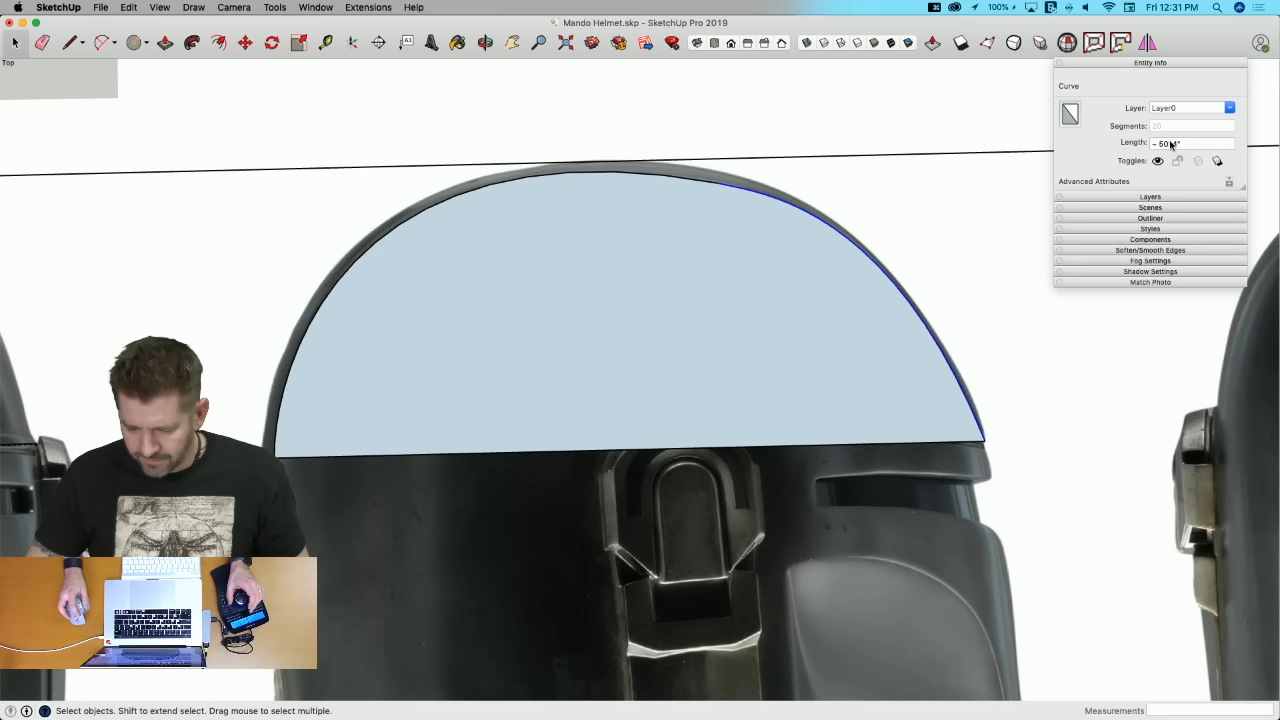 SketchUp File Edit View Draw Camera Tools Window Extensions Help
100% Fri 12:31 PM
Mando Helmet.skp - SketchUp Pro 2019
Top
Entity Info
Curve
Layer: Layer0
Segments: 20
Length:
Toggles:
Advanced Attributes
Layers
Scenes
Outliner
Styles
Components
Soften/Smooth Edges
Fog Settings
Shadow Settings
Match Photo
Select objects. Shift to extend select. Drag mouse to select multiple.
Measurements